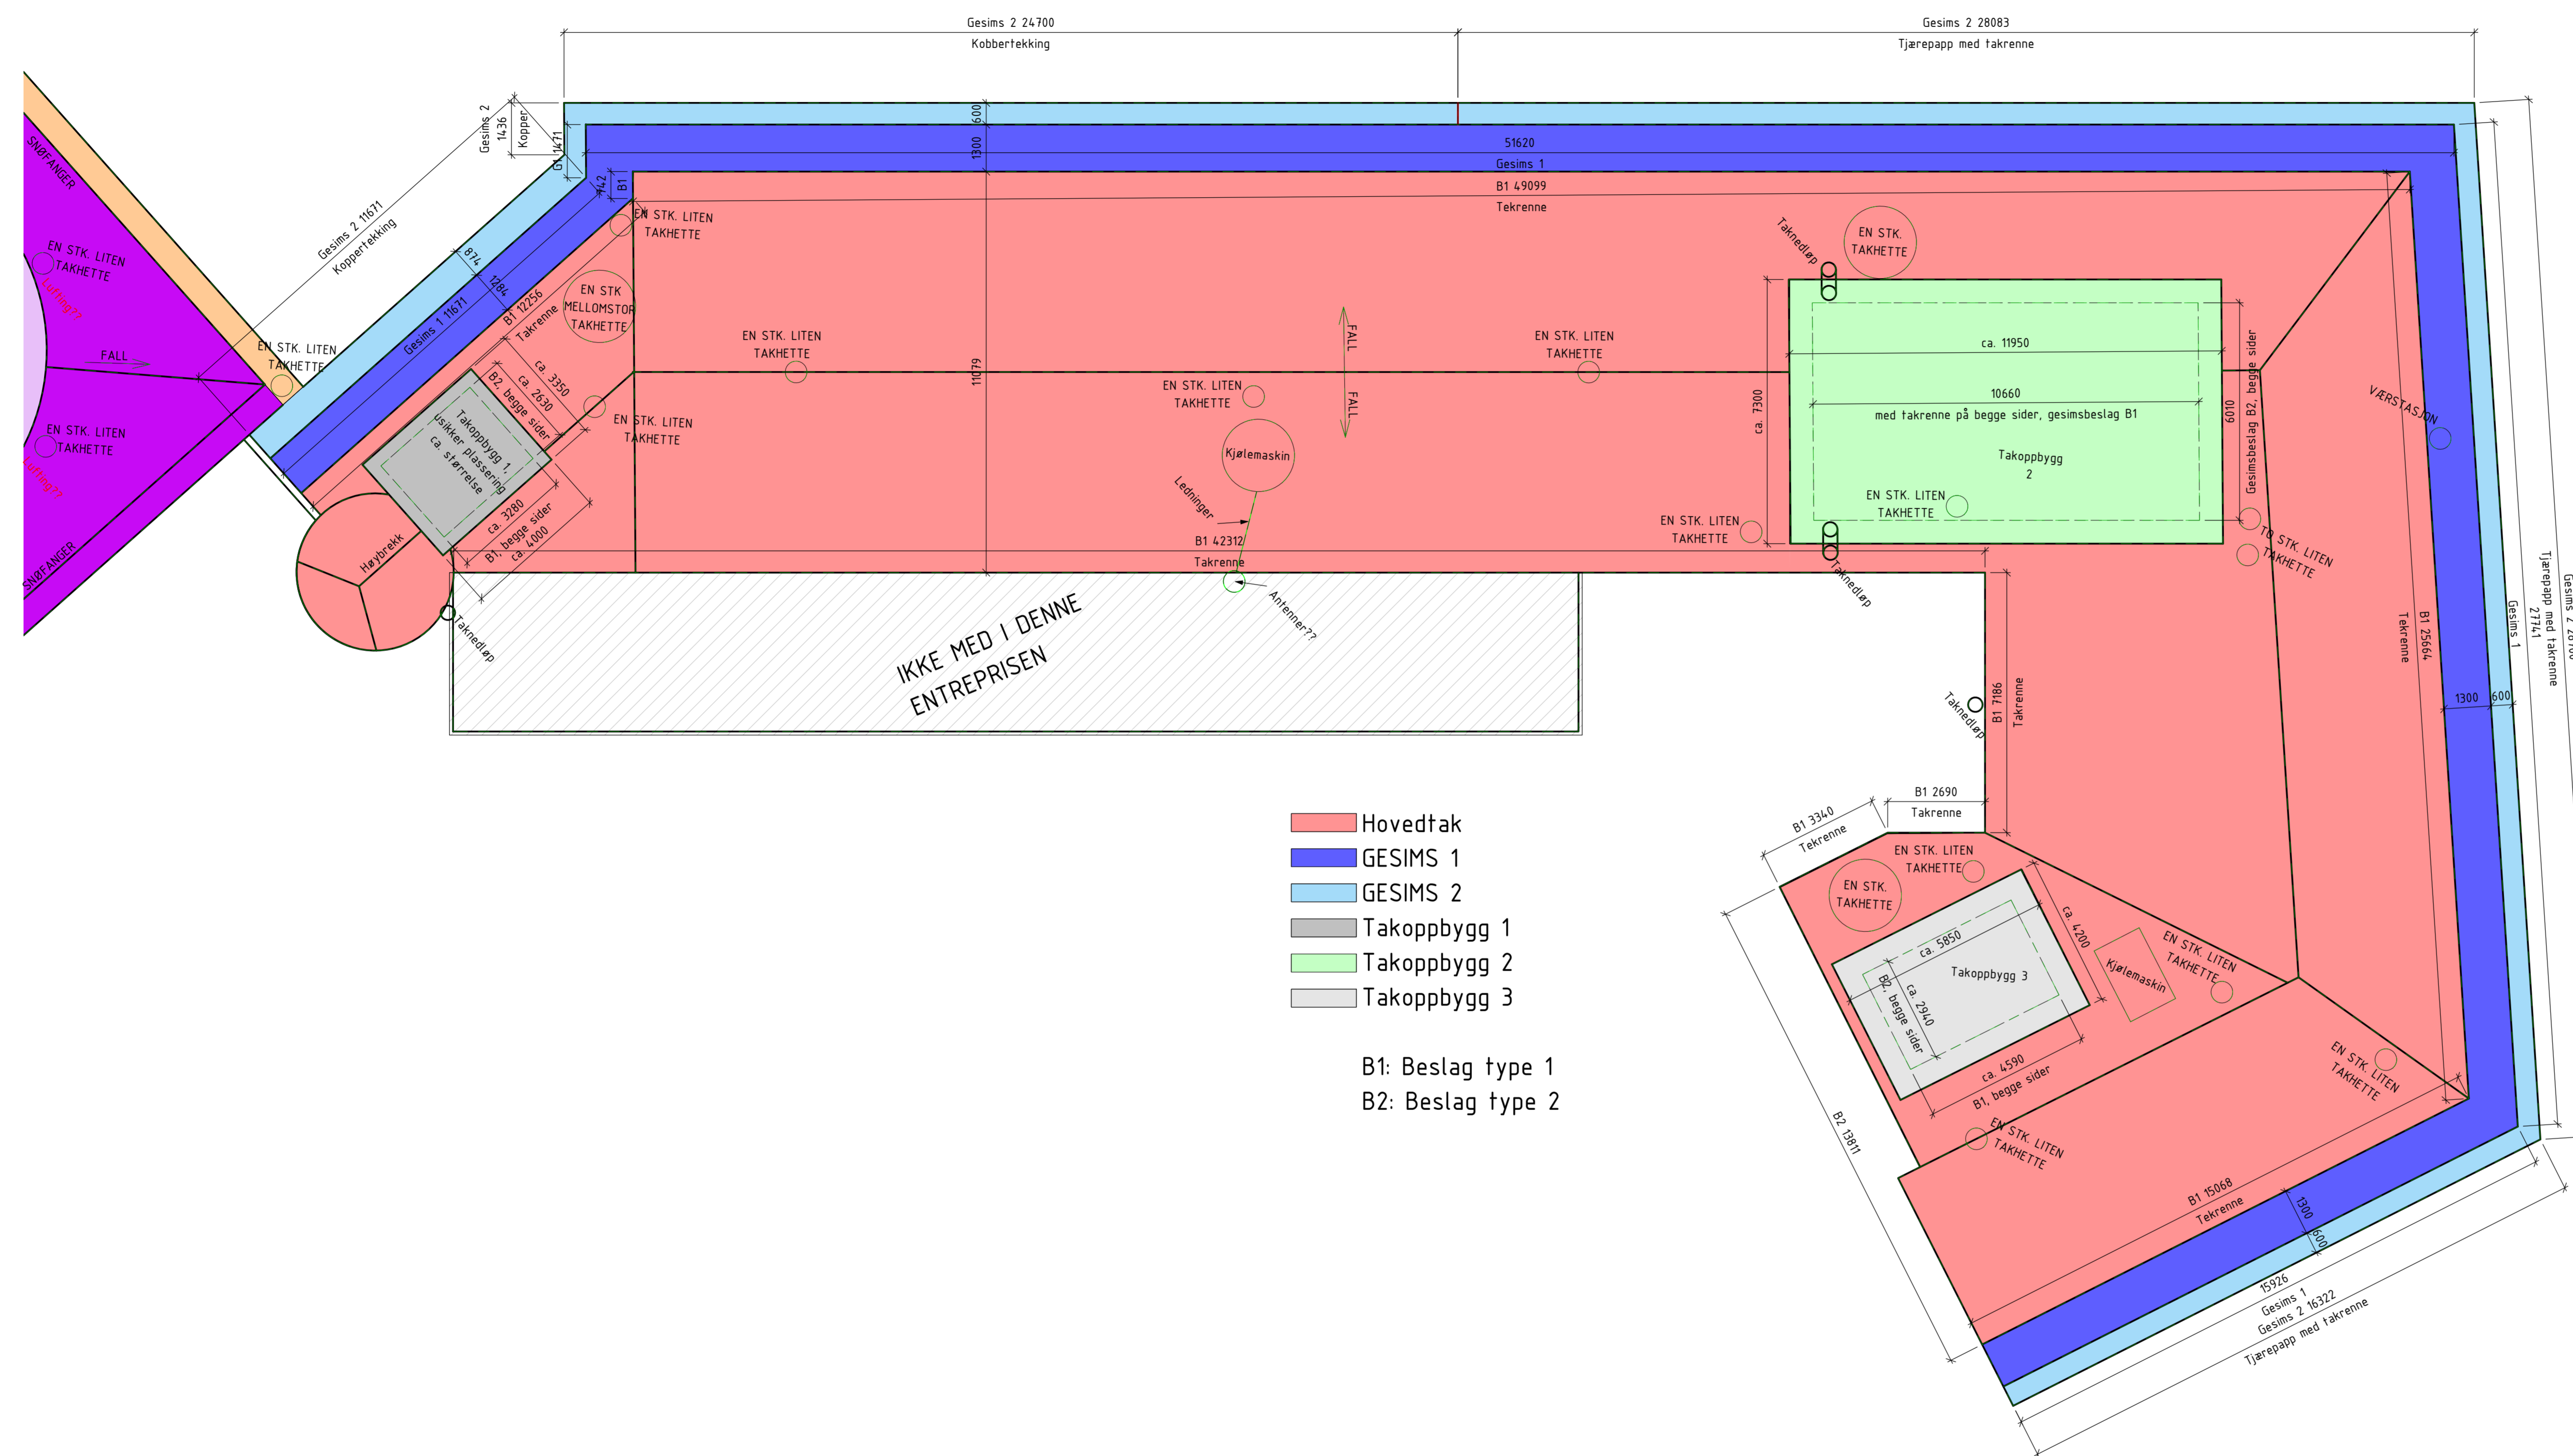 Gesims 2 24700
Kobbertekking
Gesims 2 28083
Tjærepapp med takrenne
Gesims 2
1436
Kopper
G1 1471
600
1300
742
B1
51620
Gesims 1
B1 49099
Tekrenne
SNØFANGER
EN STK. LITEN
TAKHETTE
Lufting??
FALL
EN STK. LITEN
TAKHETTE
Lufting??
SNØFANGER
Gesims 2 11671
Koppertekking
874
1284
Gesims 1 11671
B1 12256
Takrenne
EN STK. LITEN
TAKHETTE
EN STK. LITEN
TAKHETTE
EN STK
MELLOMSTOR
TAKHETTE
ca. 3350
ca. 2630
B2, begge sider
Takoppbygg 1,
usikker plassering
ca. størrelse
EN STK. LITEN
TAKHETTE
ca. 3280
B1, begge sider
ca. 4000
Høybrekk
Taknedløp
EN STK. LITEN
TAKHETTE
11079
EN STK. LITEN
TAKHETTE
FALL
FALL
EN STK. LITEN
TAKHETTE
Kjølemaskin
Ledninger
B1 42312
Takrenne
Antenner??
IKKE MED I DENNE
ENTREPRISEN
Taknedløp
EN STK.
TAKHETTE
ca. 11950
ca. 7300
10660
med takrenne på begge sider, gesimsbeslag B1
Takoppbygg
2
6010
Gesimsbeslag B2, begge sider
EN STK. LITEN
TAKHETTE
EN STK. LITEN
TAKHETTE
Taknedløp
VÆRSTASJON
TO STK. LITEN
TAKHETTE
B1 25664
Tekrenne
Gesims 1
27741
Tjærepapp med takrenne
1300
600
B1 7186
Takrenne
Taknedløp
B1 2690
Takrenne
B1 3340
Tekrenne
EN STK. LITEN
TAKHETTE
EN STK.
TAKHETTE
ca. 5850
ca. 4200
Takoppbygg 3
ca. 2940
B2, begge sider
ca. 4590
B1, begge sider
Kjølemaskin
EN STK. LITEN
TAKHETTE
EN STK. LITEN
TAKHETTE
EN STK. LITEN
TAKHETTE
B2 13811
B1 15068
Tekrenne
1300
600
15926
Gesims 1
Gesims 2 16322
Tjærepapp med takrenne
Hovedtak
GESIMS 1
GESIMS 2
Takoppbygg 1
Takoppbygg 2
Takoppbygg 3
B1: Beslag type 1
B2: Beslag type 2